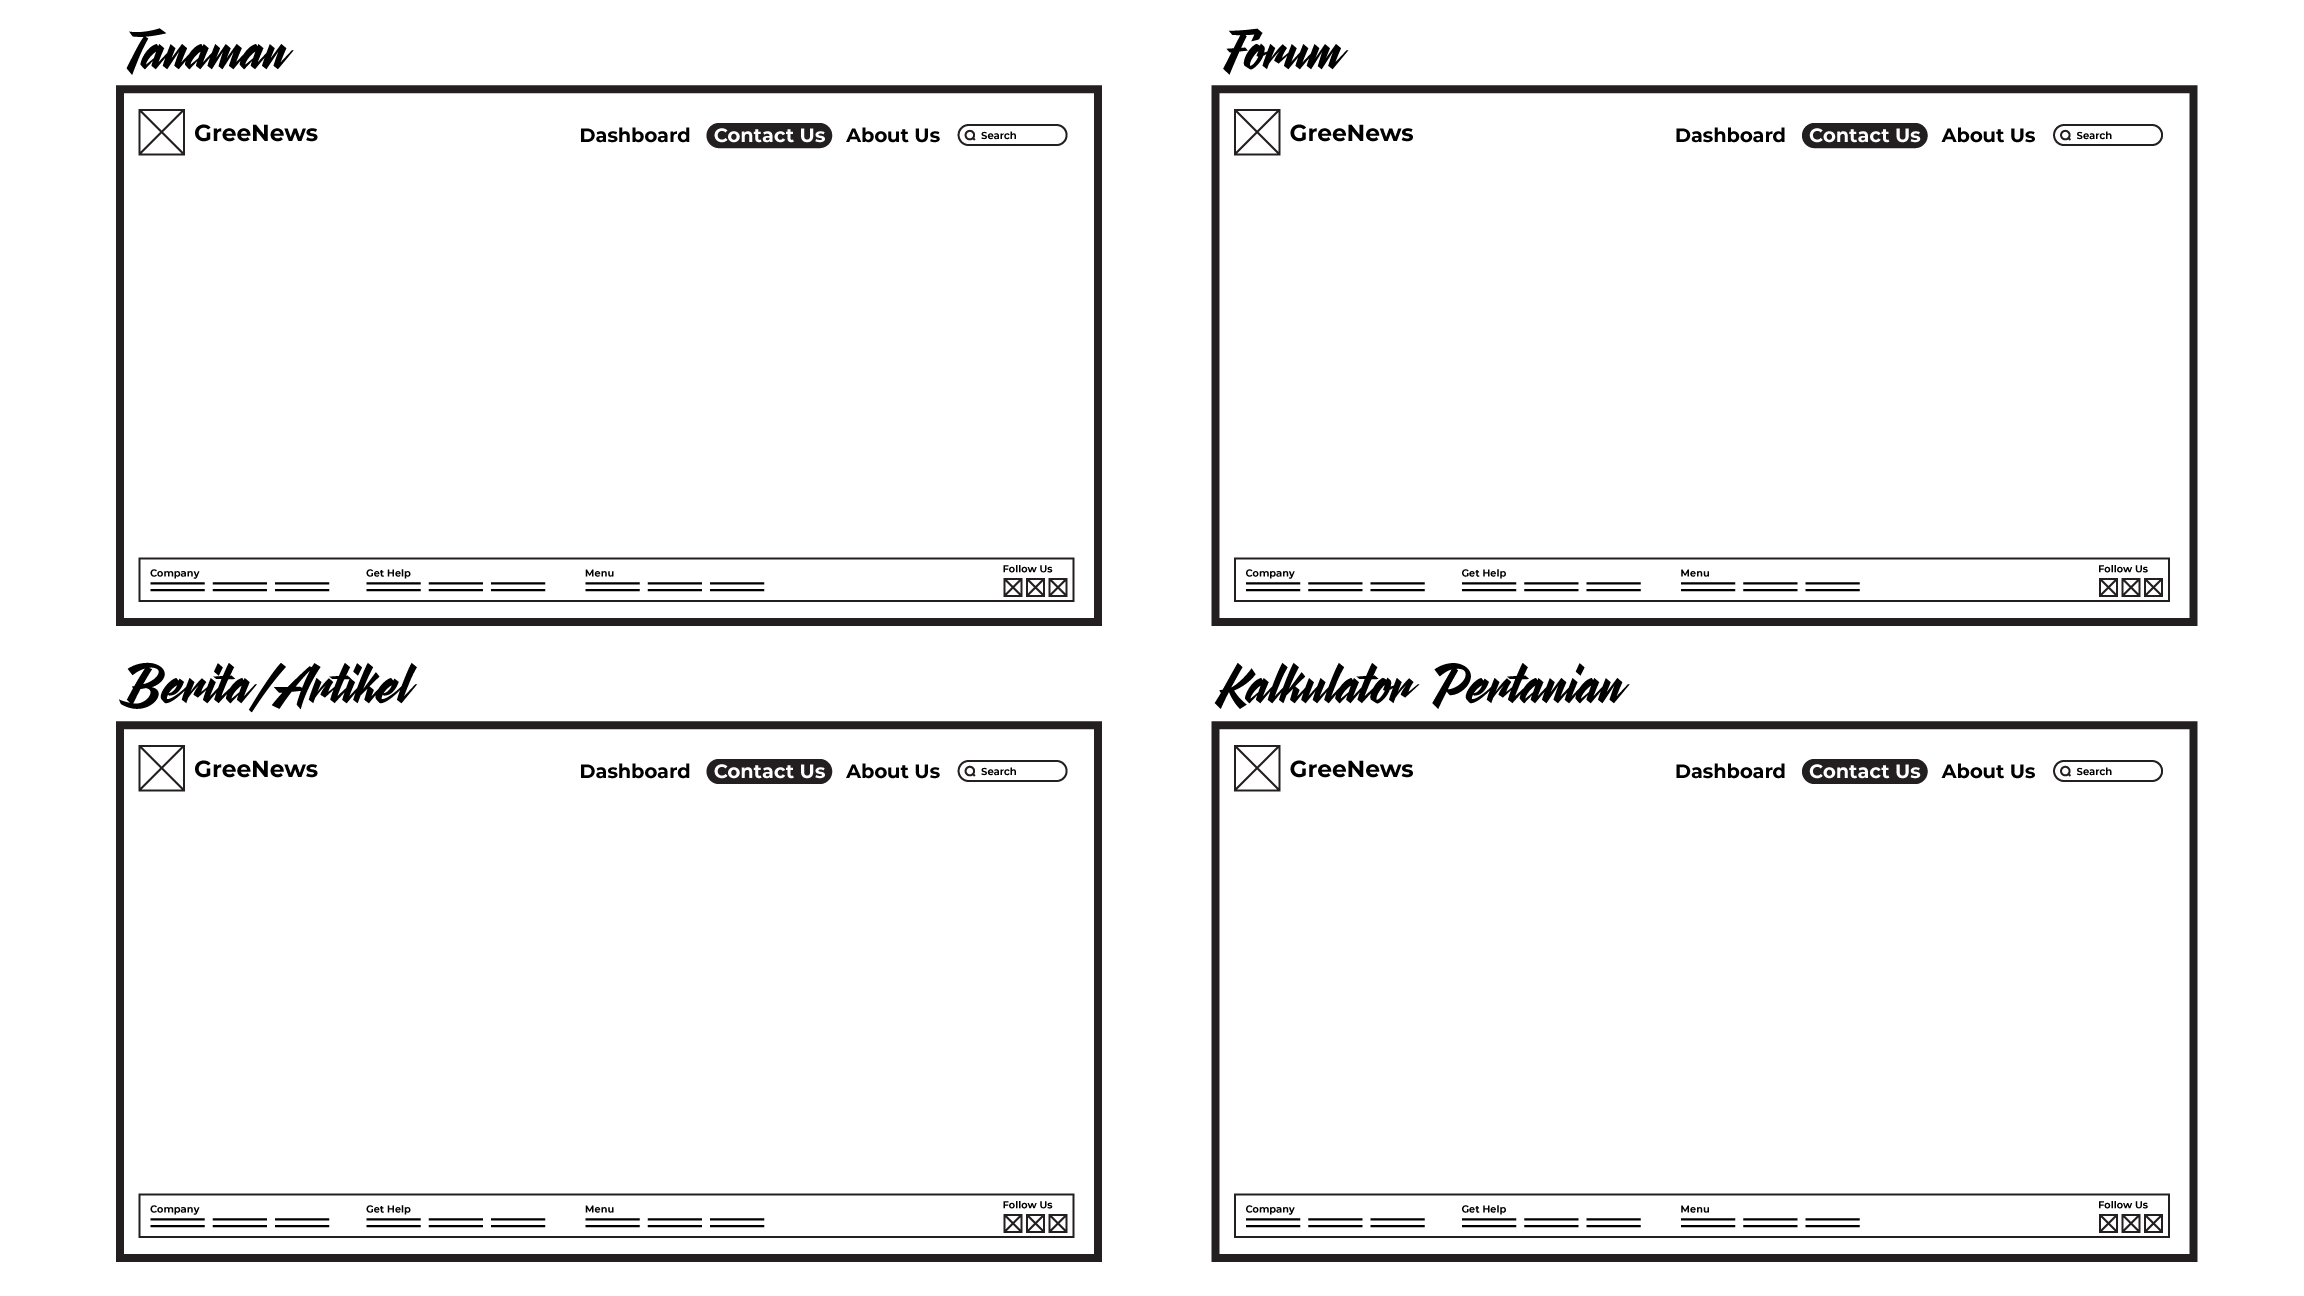 Tanaman
GreeNews
Dashboard Contact Us About Us Search
Company Get Help Menu Follow Us
Forum
GreeNews
Dashboard Contact Us About Us Search
Company Get Help Menu Follow Us
Berita/Artikel
GreeNews
Dashboard Contact Us About Us Search
Company Get Help Menu Follow Us
Kalkulator Pertanian
GreeNews
Dashboard Contact Us About Us Search
Company Get Help Menu Follow Us